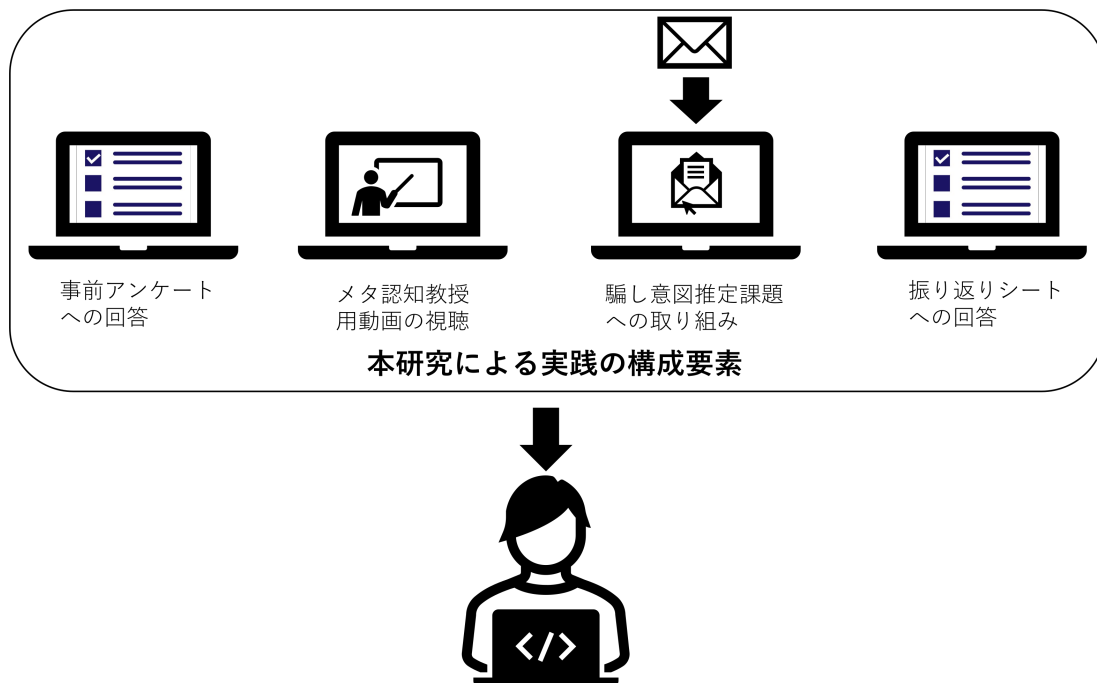 事前アンケート
への回答
メタ認知教授
用動画の視聴
騙し意図推定課題
への取り組み
振り返りシート
への回答
本研究による実践の構成要素
</>